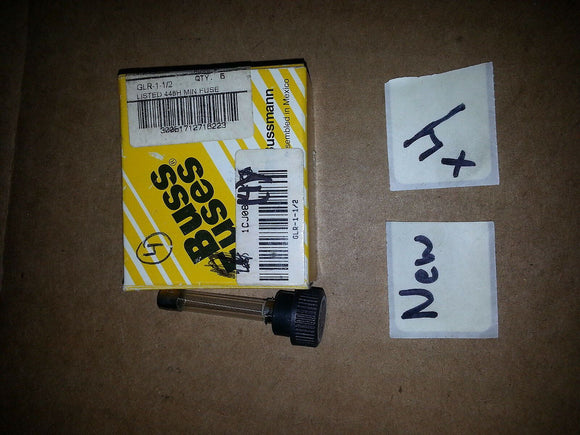 GLR-1-1/2 QTY. 5
LISTED 448H MIN FUSE
Buss®
Fuses
Bussmann
Assembled in Mexico
GLR-1-1/2
4
4x
New